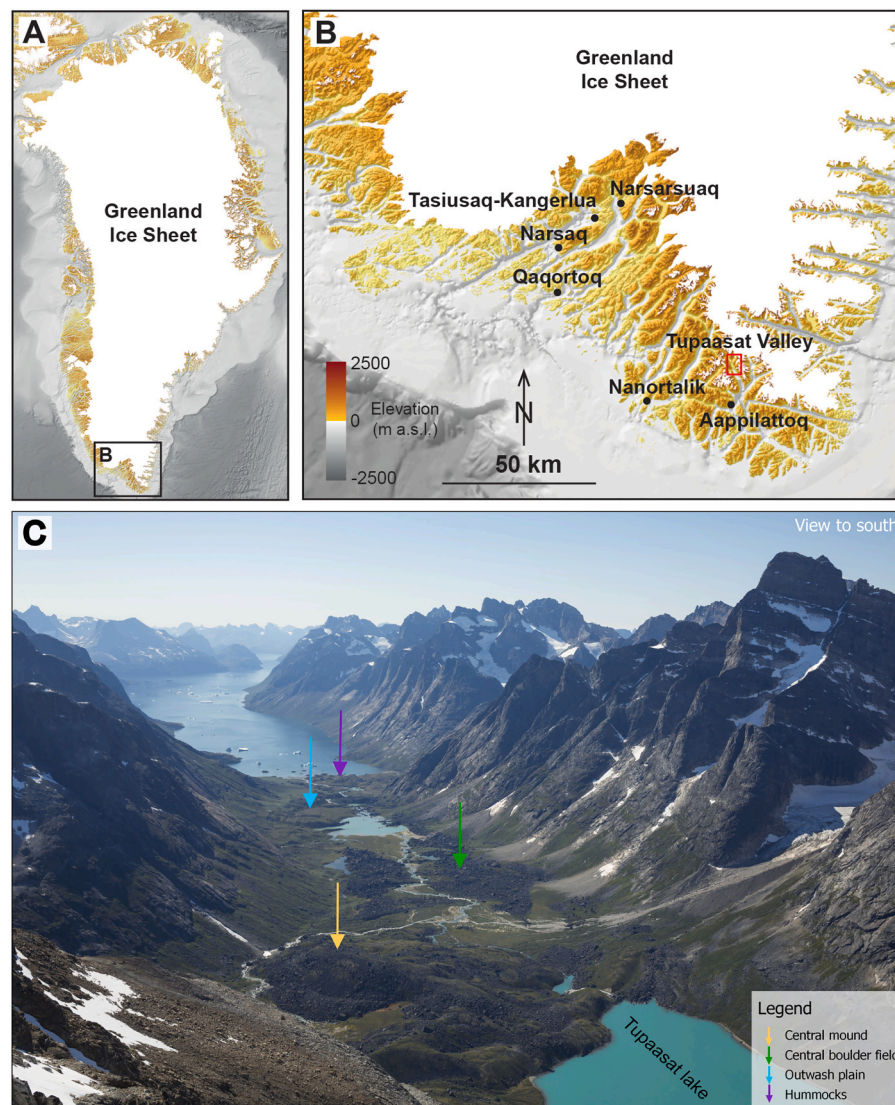 A
Greenland
Ice Sheet
B
B
Greenland
Ice Sheet
Tasiusaq-Kangerlua
Narsarsuaq
Narsaq
Qaqortoq
Tupaasat Valley
Nanortalik
Aappilattoq
2500
0
-2500
Elevation
(m a.s.l.)
N
50 km
C
View to south
Tupaasat lake
Legend
Central mound
Central boulder field
Outwash plain
Hummocks